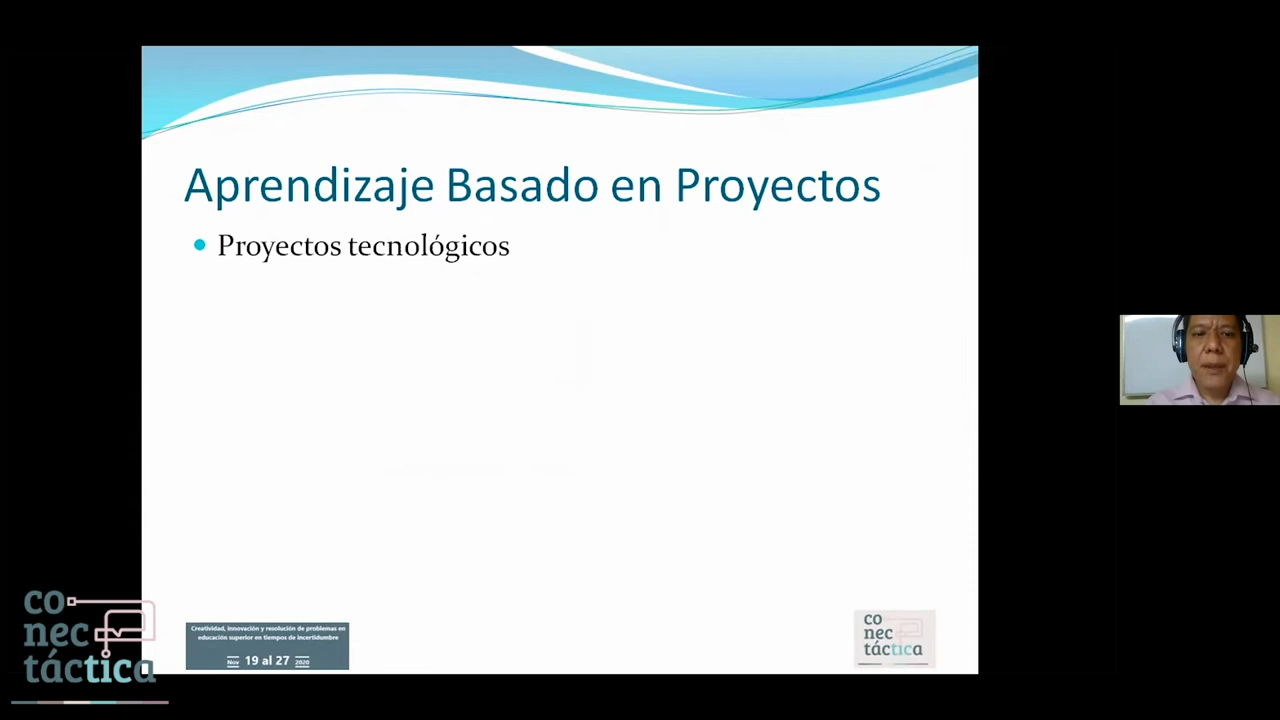 Aprendizaje Basado en Proyectos
Proyectos tecnológicos
Creatividad, innovación y resolución de problemas en
educación superior en tiempos de incertidumbre
Nov 19 al 27 2020
co
nec
táctica
co
nec
táctica